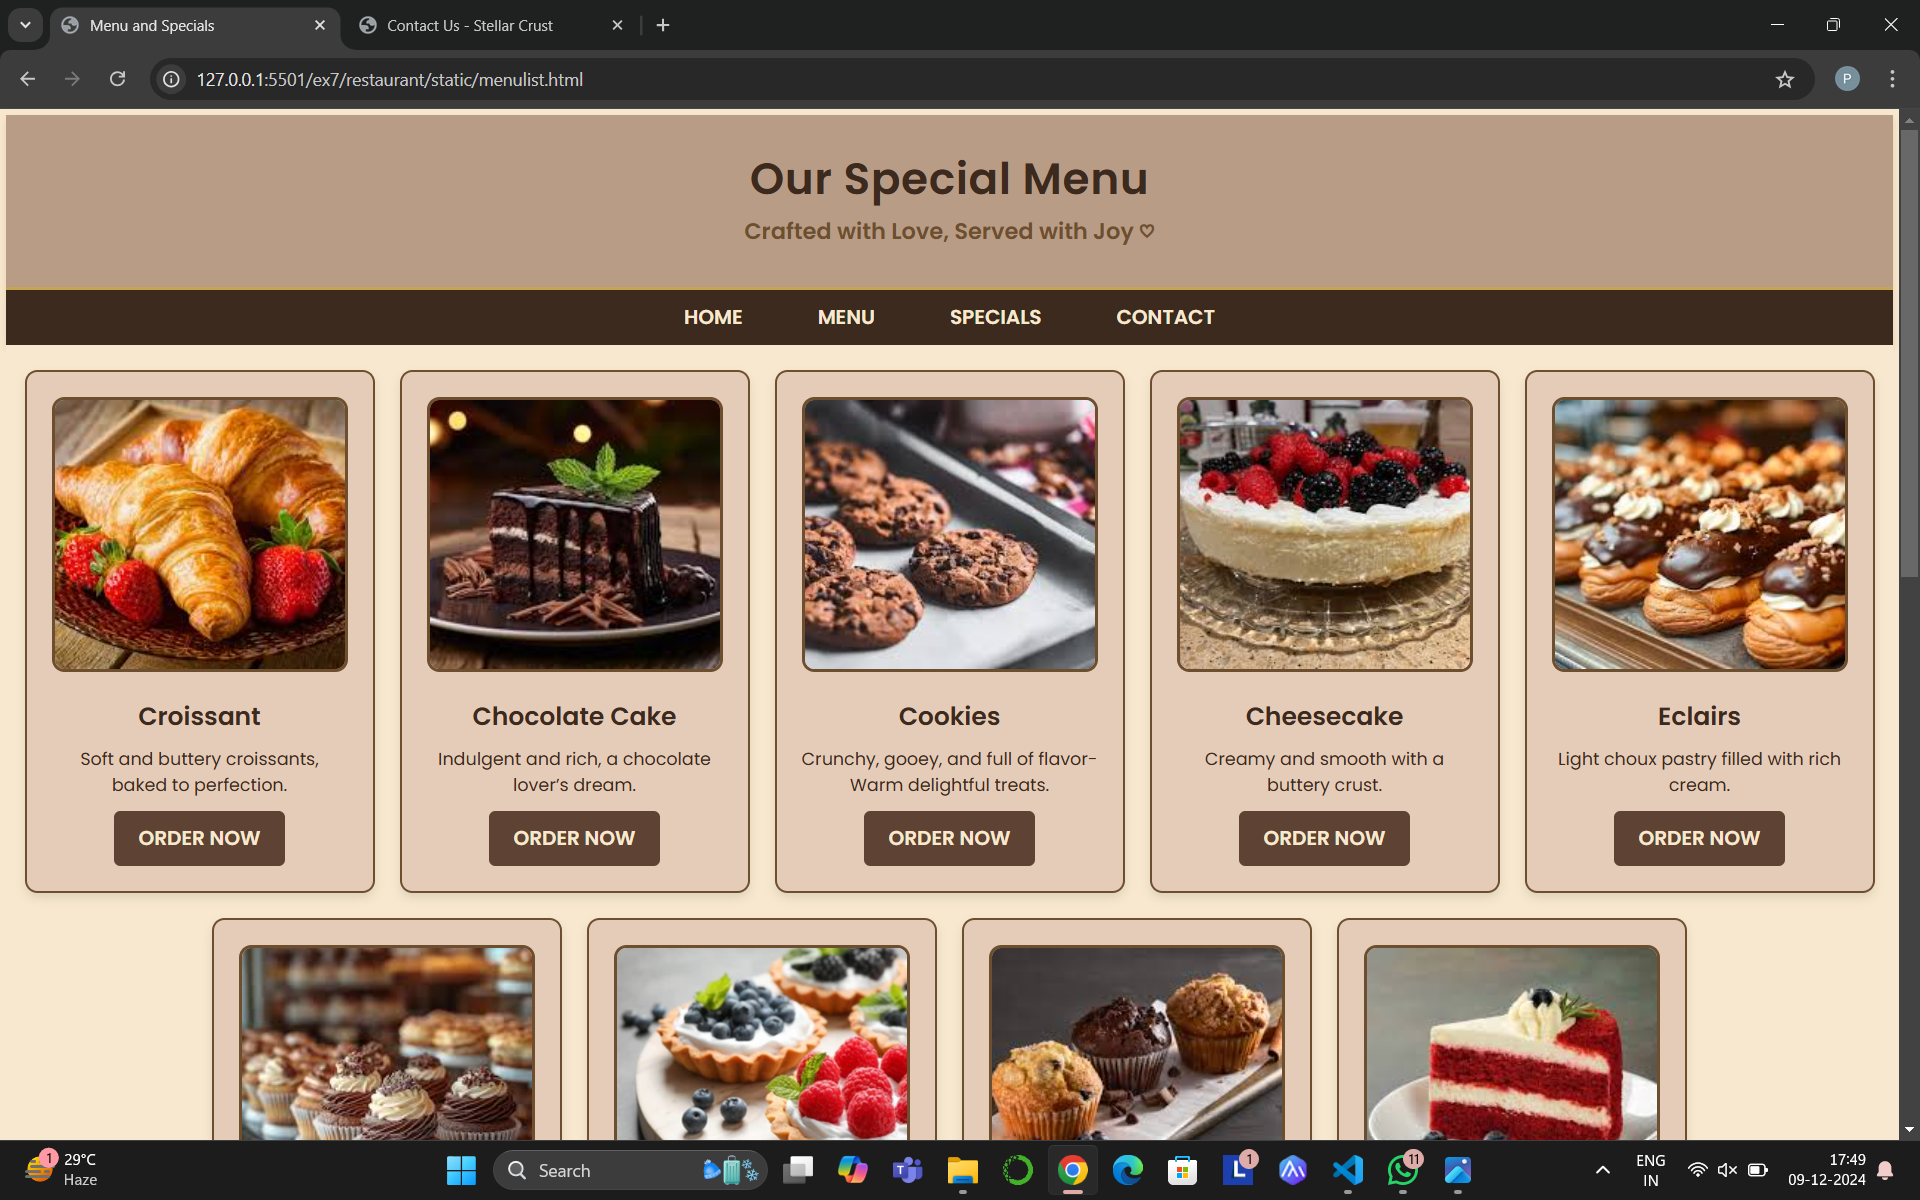 Menu and Specials
Contact Us - Stellar Crust
127.0.0.1:5501/ex7/restaurant/static/menulist.html
P
Our Special Menu
Crafted with Love, Served with Joy ♡
HOME
MENU
SPECIALS
CONTACT
Croissant
Soft and buttery croissants,
baked to perfection.
ORDER NOW
Chocolate Cake
Indulgent and rich, a chocolate
lover’s dream.
ORDER NOW
Cookies
Crunchy, gooey, and full of flavor-
Warm delightful treats.
ORDER NOW
Cheesecake
Creamy and smooth with a
buttery crust.
ORDER NOW
Eclairs
Light choux pastry filled with rich
cream.
ORDER NOW
1
29°C
Haze
Search
L
1
11
ENG
IN
17:49
09-12-2024